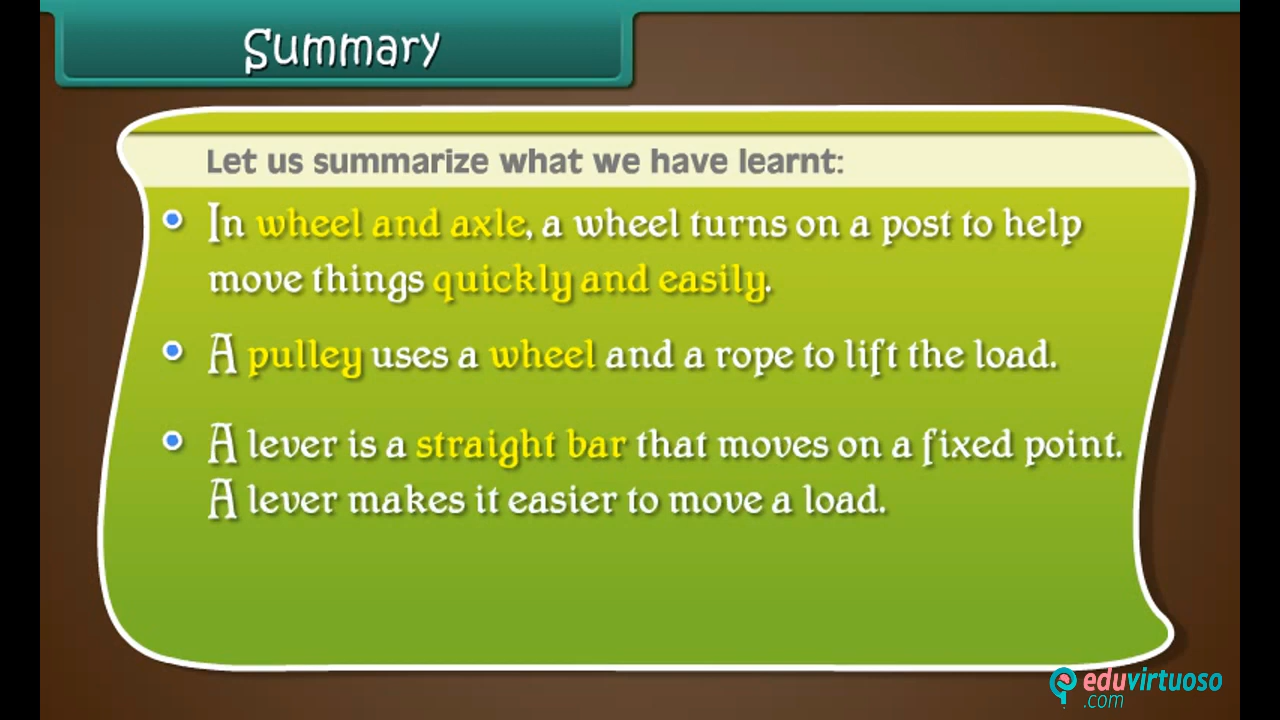 Summary
Let us summarize what we have learnt:
In wheel and axle, a wheel turns on a post to help
move things quickly and easily.
A pulley uses a wheel and a rope to lift the load.
A lever is a straight bar that moves on a fixed point.
A lever makes it easier to move a load.
eduvirtuoso
.com